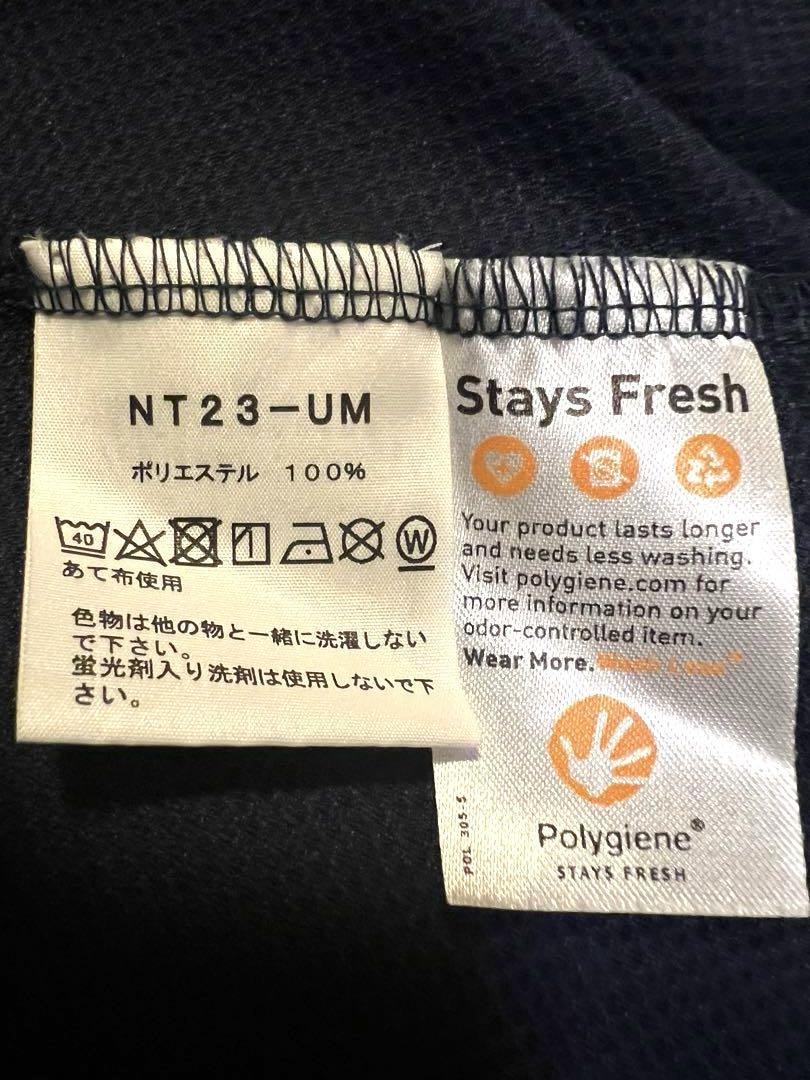 NT23-UM
ポリエステル 100%
40
W
あて布使用
色物は他の物と一緒に洗濯しない
で下さい。
蛍光剤入り洗剤は使用しないで下
さい。
Stays Fresh
Your product lasts longer
and needs less washing.
Visit polygiene.com for
more information on your
odor-controlled item.
Wear More. Wash Less™
Polygiene®
STAYS FRESH
POL 305-S